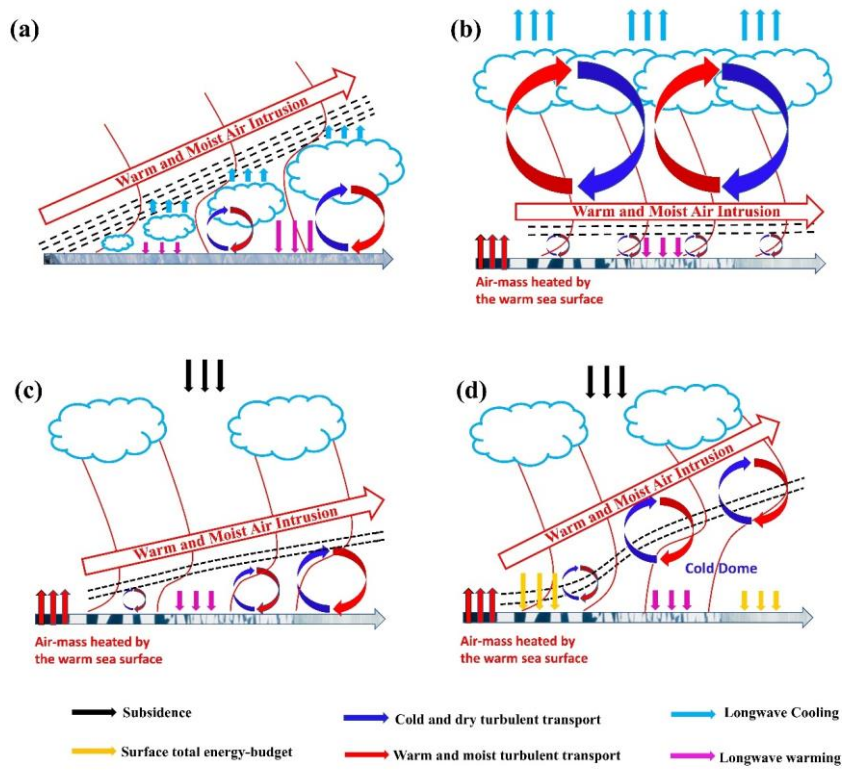 (a)
Warm and Moist Air Intrusion
(b)
Warm and Moist Air Intrusion
Air-mass heated by
the warm sea surface
(c)
Warm and Moist Air Intrusion
Air-mass heated by
the warm sea surface
(d)
Warm and Moist Air Intrusion
Cold Dome
Air-mass heated by
the warm sea surface
Subsidence
Cold and dry turbulent transport
Longwave Cooling
Surface total energy-budget
Warm and moist turbulent transport
Longwave warming